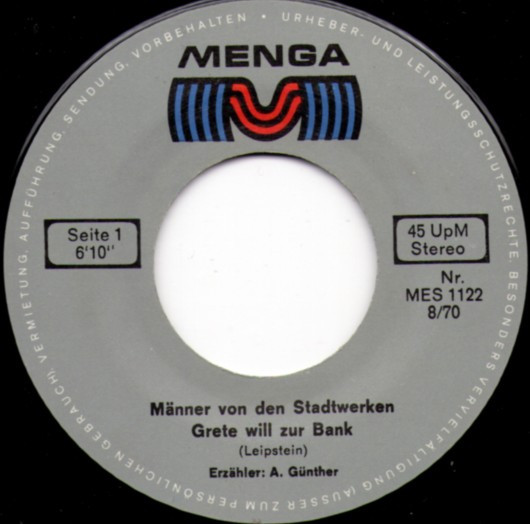 MENGA
Seite 1
6'10"
45 UpM
Stereo
Nr.
MES 1122
8/70
Männer von den Stadtwerken
Grete will zur Bank
(Leipstein)
Erzähler: A. Günther
URHEBER- UND LEISTUNGSSCHUTZRECHTE, BESONDERS VERVIELFÄLTIGUNG (AUSSER ZUM PERSÖNLICHEN GEBRAUCH), VERMIETUNG, AUFFÜHRUNG, SENDUNG, VORBEHALTEN •